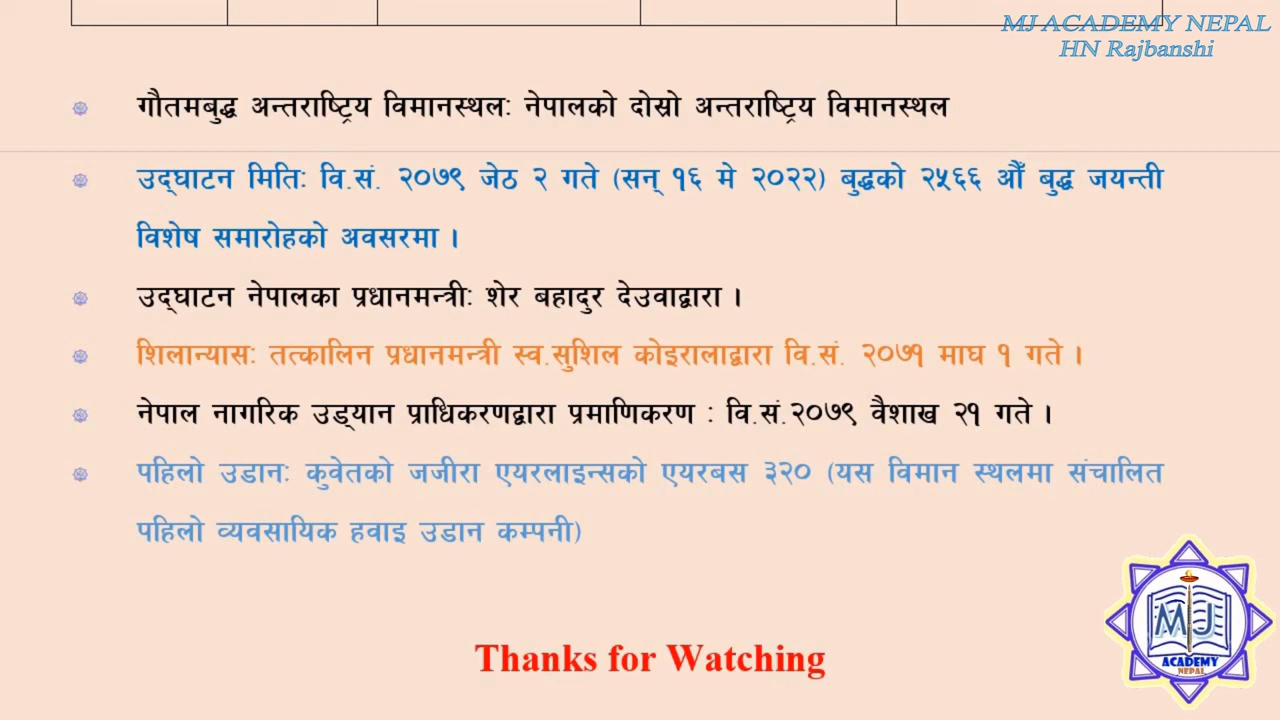 MJ ACADEMY NEPAL
HN Rajbanshi
गौतमबुद्ध अन्तराष्ट्रिय विमानस्थलः नेपालको दोस्रो अन्तराष्ट्रिय विमानस्थल
उद्घाटन मितिः वि.सं. २०७९ जेठ २ गते (सन् १६ मे २०२२) बुद्धको २५६६ औँ बुद्ध जयन्ती
विशेष समारोहको अवसरमा ।
उद्घाटन नेपालका प्रधानमन्त्रीः शेर बहादुर देउवाद्वारा ।
शिलान्यासः तत्कालिन प्रधानमन्त्री स्व.सुशिल कोइरालाद्वारा वि.सं. २०७१ माघ १ गते ।
नेपाल नागरिक उड्यान प्राधिकरणद्वारा प्रमाणिकरण : वि.सं.२०७९ वैशाख २१ गते ।
पहिलो उडानः कुवेतको जजीरा एयरलाइन्सको एयरबस ३२० (यस विमान स्थलमा संचालित
पहिलो व्यवसायिक हवाइ उडान कम्पनी)
Thanks for Watching
MJ
ACADEMY
NEPAL